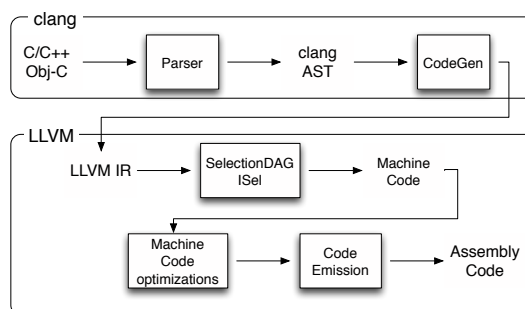 clang
C/C++
Obj-C
Parser
clang
AST
CodeGen
LLVM
LLVM IR
SelectionDAG
ISel
Machine
Code
Machine
Code
optimizations
Code
Emission
Assembly
Code